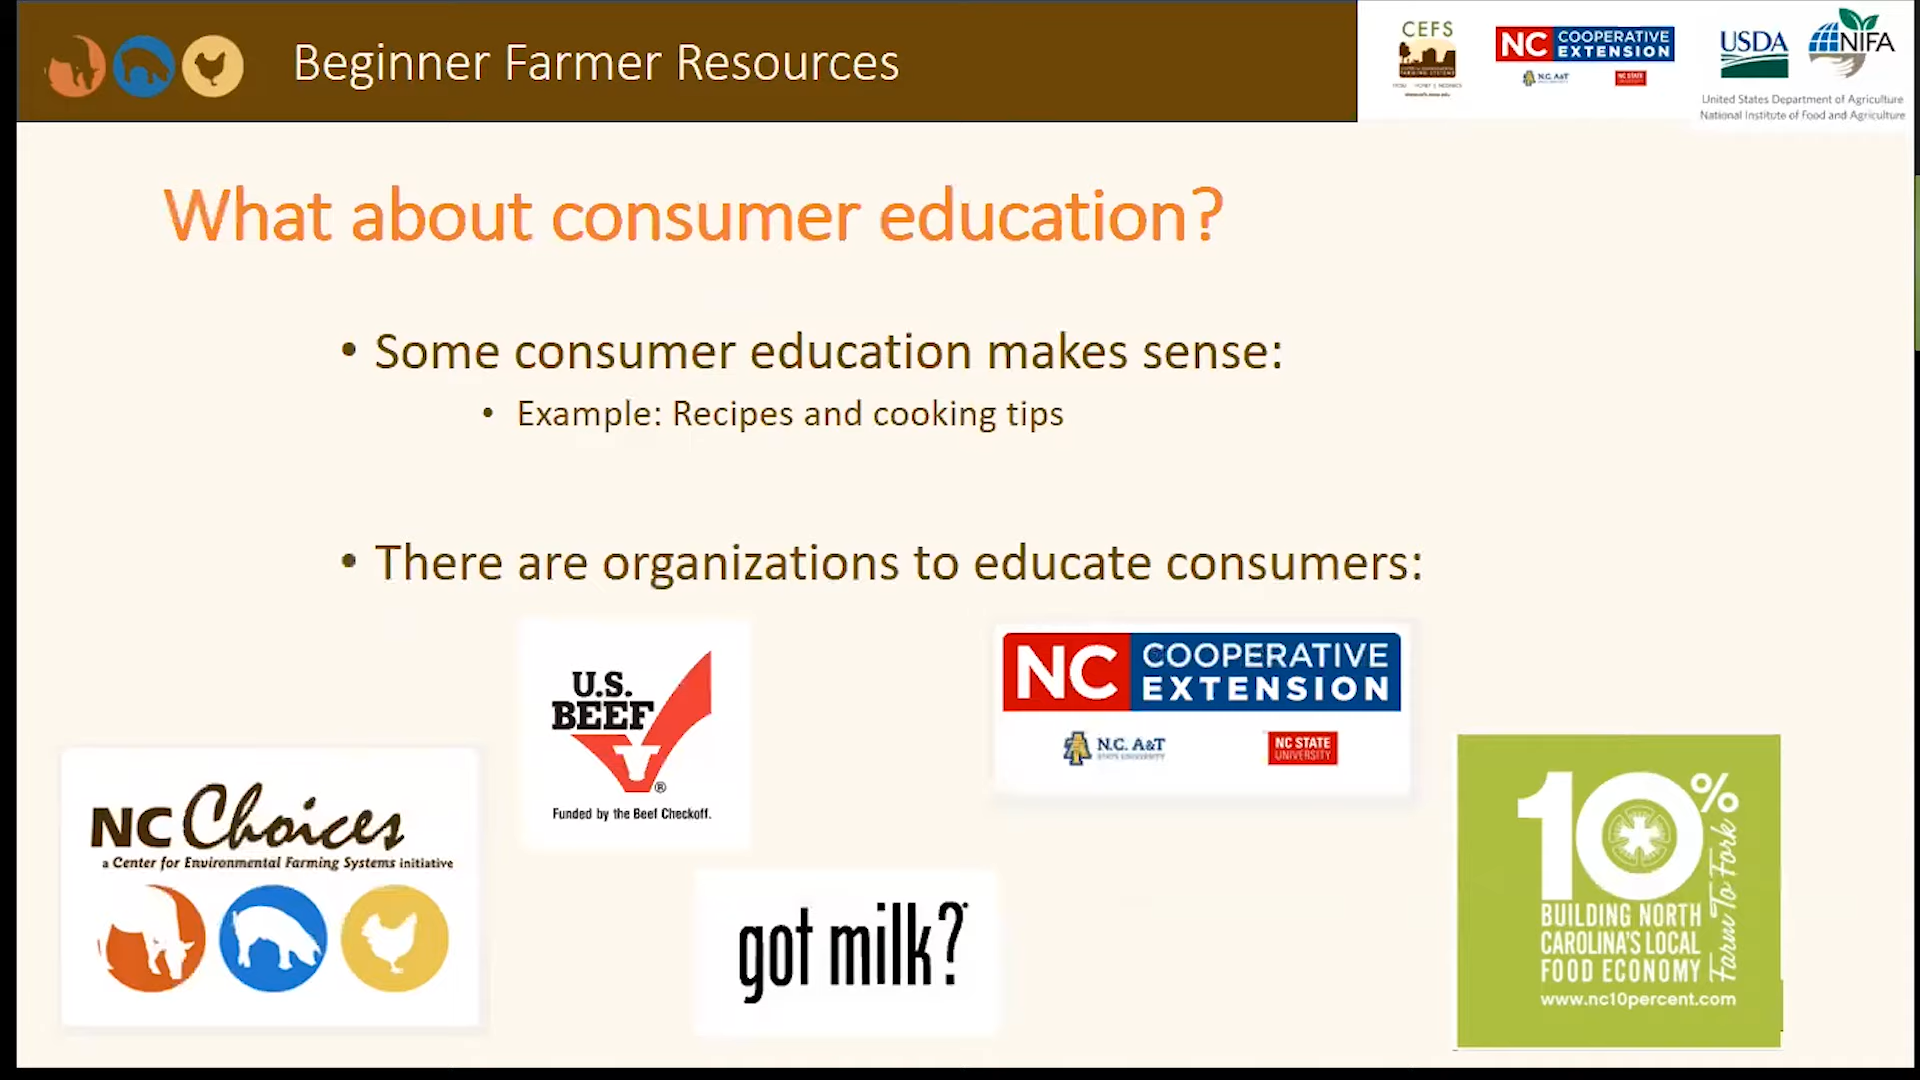 Beginner Farmer Resources
CEFS
NC COOPERATIVE
EXTENSION
N.C. A&T
NC STATE
USDA
NIFA
United States Department of Agriculture
National Institute of Food and Agriculture
What about consumer education?
• Some consumer education makes sense:
• Example: Recipes and cooking tips
• There are organizations to educate consumers:
U.S.
BEEF
®
Funded by the Beef Checkoff.
NC COOPERATIVE
EXTENSION
N.C. A&T
STATE UNIVERSITY
NC STATE
UNIVERSITY
NC Choices
a Center for Environmental Farming Systems initiative
got milk?
10%
Farm To Fork
BUILDING NORTH
CAROLINA'S LOCAL
FOOD ECONOMY
www.nc10percent.com